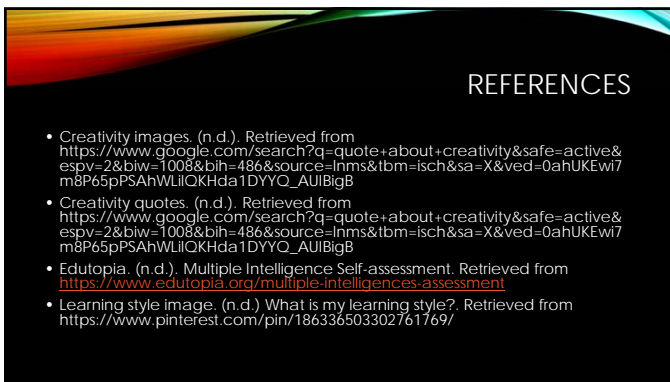 REFERENCES
• Creativity images. (n.d.). Retrieved from
https://www.google.com/search?q=quote+about+creativity&safe=active&
espv=2&biw=1008&bih=486&source=lnms&tbm=isch&sa=X&ved=0ahUKEwi7
m8P65pPSAhWLilQKHda1DYYQ_AUIBigB
• Creativity quotes. (n.d.). Retrieved from
https://www.google.com/search?q=quote+about+creativity&safe=active&
espv=2&biw=1008&bih=486&source=lnms&tbm=isch&sa=X&ved=0ahUKEwi7
m8P65pPSAhWLilQKHda1DYYQ_AUIBigB
• Edutopia. (n.d.). Multiple Intelligence Self-assessment. Retrieved from
https://www.edutopia.org/multiple-intelligences-assessment
• Learning style image. (n.d.) What is my learning style?. Retrieved from
https://www.pinterest.com/pin/186336503302761769/